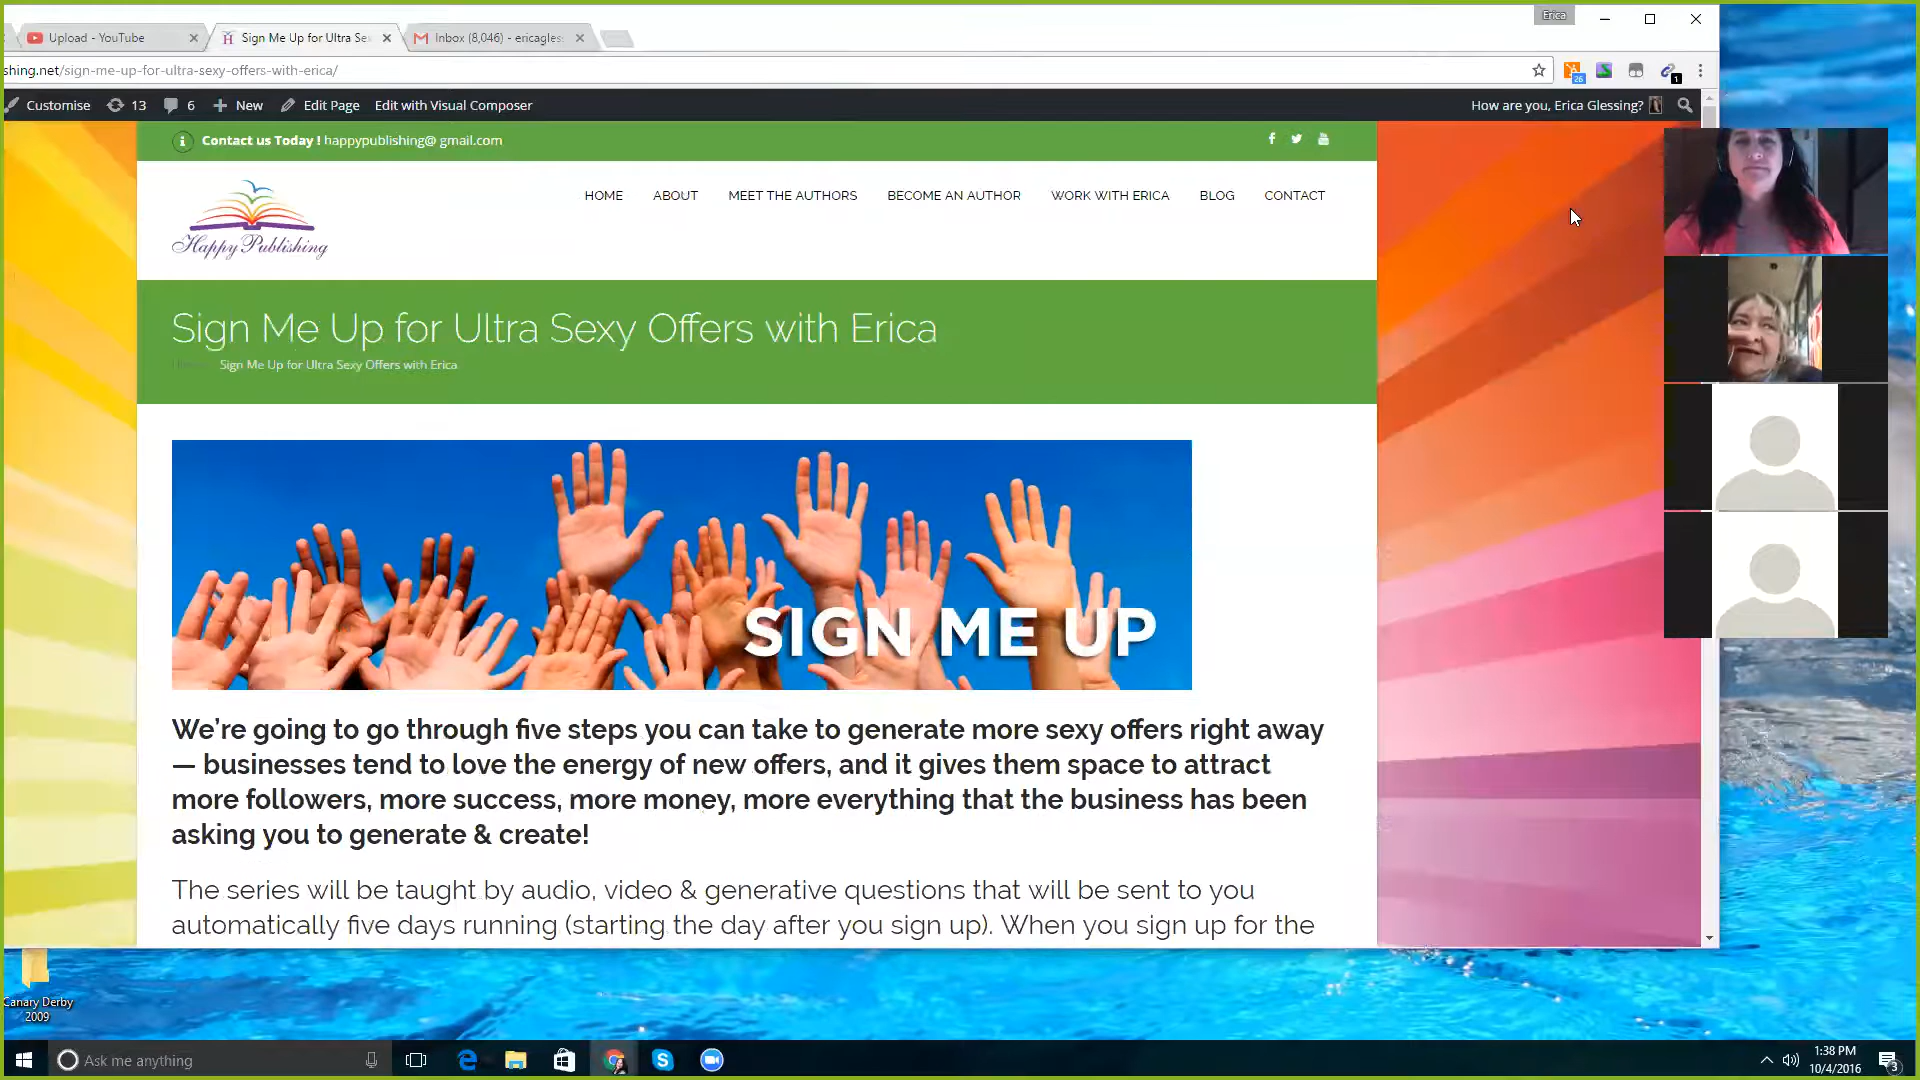 Erica
Upload - YouTube
Sign Me Up for Ultra Se
Inbox (8,046) - ericagles
shing.net/sign-me-up-for-ultra-sexy-offers-with-erica/
26
1
Customise 13 6 New Edit Page Edit with Visual Composer
How are you, Erica Glessing?
Contact us Today ! happypublishing@ gmail.com
Happy Publishing
HOME ABOUT MEET THE AUTHORS BECOME AN AUTHOR WORK WITH ERICA BLOG CONTACT
Sign Me Up for Ultra Sexy Offers with Erica
Sign Me Up for Ultra Sexy Offers with Erica
SIGN ME UP
We’re going to go through five steps you can take to generate more sexy offers right away
— businesses tend to love the energy of new offers, and it gives them space to attract
more followers, more success, more money, more everything that the business has been
asking you to generate & create!
The series will be taught by audio, video & generative questions that will be sent to you
automatically five days running (starting the day after you sign up). When you sign up for the
Canary Derby
2009
Ask me anything
1:38 PM
10/4/2016
3